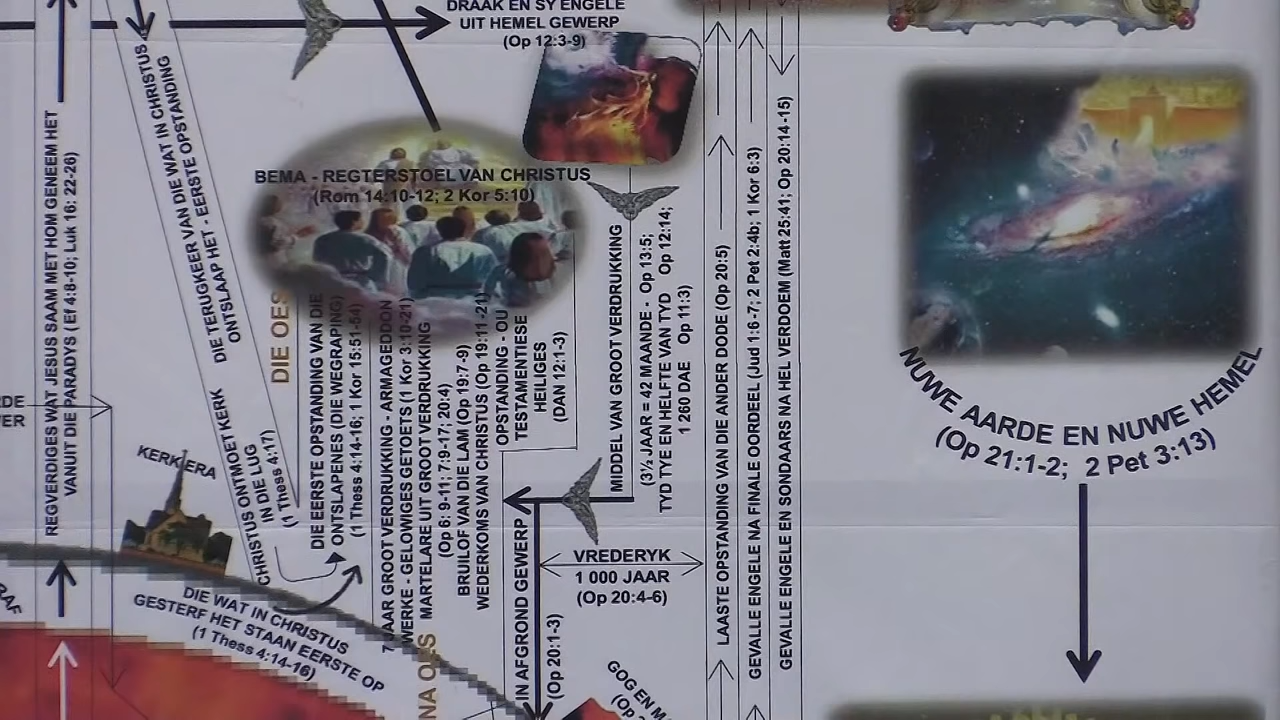 DRAAK EN SY ENGELE
UIT HEMEL GEWERP
(Op 12:3-9)
REGVERDIGES WAT JESUS SAAM MET HOM GENEEM HET
VANUIT DIE PARADYS (Ef 4:8-10; Luk 16: 22-26)
DIE TERUGKEER VAN DIE WAT IN CHRISTUS
ONTSLAP HET - EERSTE OPSTANDING
CHRISTUS ONTMOET KERK
IN DIE LUG
(1 Thess 4:17)
KERK ERA
DIE WAT IN CHRISTUS
GESTERF HET STAAN EERSTE OP
(1 Thess 4:14-16)
BEMA - REGTERSTOEL VAN CHRISTUS
(Rom 14:10-12; 2 Kor 5:10)
DIE OES
DIE EERSTE OPSTANDING VAN DIE
ONTSLAPENES (DIE WEGRAPING)
(1 Thess 4:14-16; 1 Kor 15:51-54)
7 JAAR GROOT VERDRUKKING - ARMAGEDDON
WERKE - GELOWIGES GETOETS (1 Kor 3:10-21)
MARTELARE UIT GROOT VERDRUKKING
(Op 6: 9-11; 7:9-17; 20:4)
BRUILOF VAN DIE LAM (Op 19:7-9)
WEDERKOMS VAN CHRISTUS (Op 19:11-21)
NA OES
OPSTANDING - OU
TESTAMENTIESE
HEILIGES
(DAN 12:1-3)
MIDDEL VAN GROOT VERDRUKKING
(3½ JAAR = 42 MAANDE - Op 13:5;
TYD TYE EN HELFTE VAN TYD Op 12:14;
1 260 DAE Op 11:3)
IN AFGROND GEWERP
(Op 20:1-3)
VREDERYK
1 000 JAAR
(Op 20:4-6)
GOG EN
LAASTE OPSTANDING VAN DIE ANDER DODE (Op 20:5)
GEVALLE ENGELE NA FINALE OORDEEL (Jud 1:6-7; 2 Pet 2:4b; 1 Kor 6:3)
GEVALLE ENGELE EN SONDAARS NA HEL VERDOEM (Matt 25:41; Op 20:14-15)
NUWE AARDE EN NUWE HEMEL
(Op 21:1-2; 2 Pet 3:13)